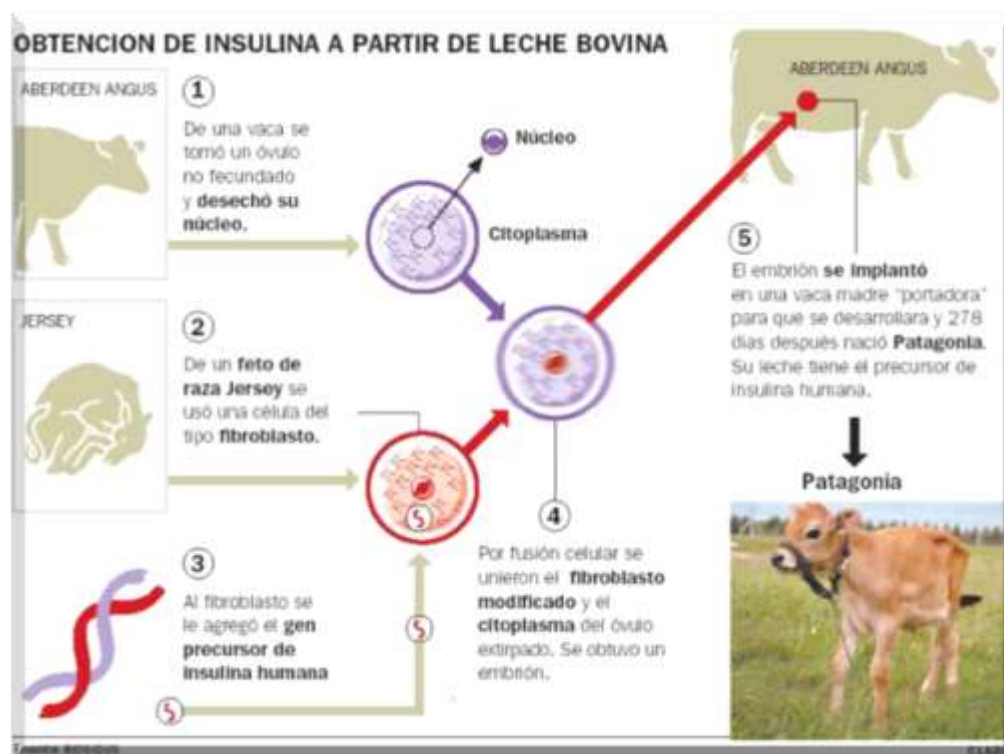 OBTENCION DE INSULINA A PARTIR DE LECHE BOVINA
ABERDEEN ANGUS
1
De una vaca se
tomó un óvulo
no fecundado
y desechó su
núcleo.
Núcleo
Citoplasma
JERSEY
2
De un feto de
raza Jersey se
usó una célula del
tipo fibroblasto.
3
Al fibroblasto se
le agregó el gen
precursor de
insulina humana
4
Por fusión celular se
unieron el fibroblasto
modificado y el
citoplasma del óvulo
extirpado. Se obtuvo un
embrión.
ABERDEEN ANGUS
5
El embrión se implantó
en una vaca madre "portadora"
para que se desarrollara y 278
días después nació Patagonia.
Su leche tiene el precursor de
insulina humana.
Patagonia